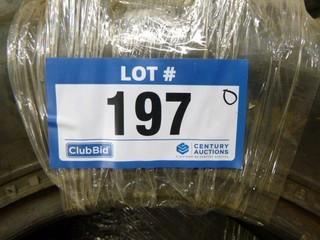 LOT #
197
ClubBid
CENTURY
AUCTIONS